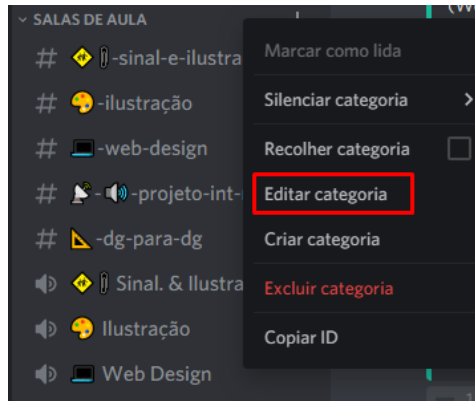 SALAS DE AULA
-sinal-e-ilustra
-ilustração
-web-design
- -projeto-int-
-dg-para-dg
Sinal. & Ilustra
Ilustração
Web Design
Marcar como lida
Silenciar categoria
Recolher categoria
Editar categoria
Criar categoria
Excluir categoria
Copiar ID